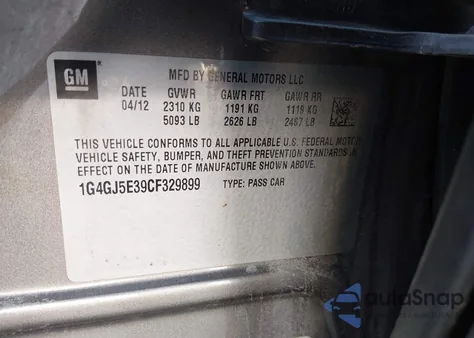 GM
MFD BY GENERAL MOTORS LLC
DATE GVWR GAWR FRT GAWR RR
04/12 2310 KG 1191 KG 1119 KG
5093 LB 2626 LB 2467 LB
THIS VEHICLE CONFORMS TO ALL APPLICABLE U.S. FEDERAL MOTOR
VEHICLE SAFETY, BUMPER, AND THEFT PREVENTION STANDARDS IN
EFFECT ON THE DATE OF MANUFACTURE SHOWN ABOVE.
1G4GJ5E39CF329899 TYPE: PASS CAR
autoSnap